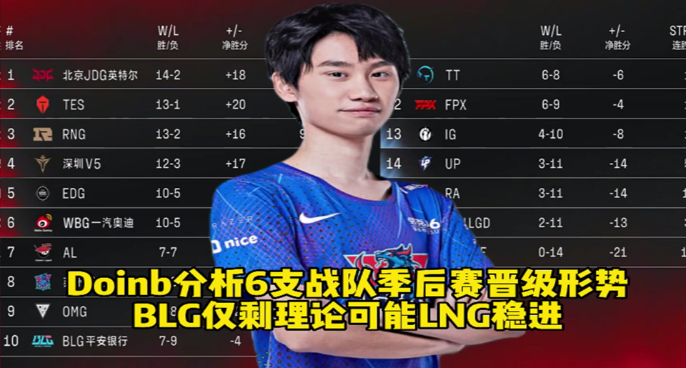 # W/L +/-
排名 胜/负 净胜分
1 北京JDG英特尔 14-2 +18
2 TES 13-1 +20
3 RNG 13-2 +16
4 深圳V5 12-3 +17
5 EDG 10-5
6 WBG一汽奥迪 10-5
7 AL 7-7
8
9 OMG
10 BLG平安银行 7-9 -4
W/L +/- STR
胜/负 净胜分 连胜
TT 6-8 -6
2 FPX 6-9 -4
13 IG 4-10 -8
14 UP 3-11 -14
RA 3-11 -14
LGD 2-11 -13
0-14 -21
nice
Doinb分析6支战队季后赛晋级形势
BLG仅剩理论可能LNG稳进